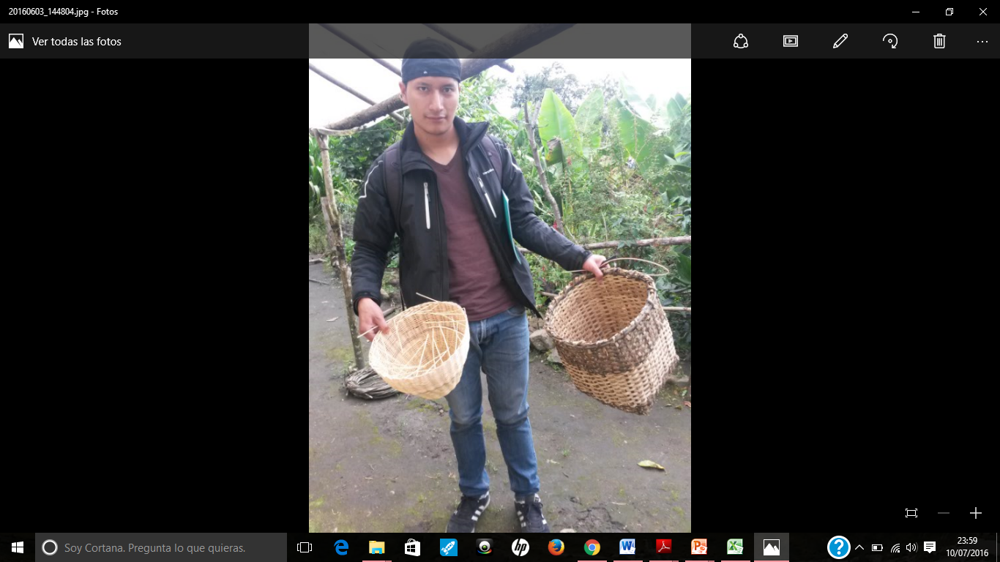 20160603_144804.jpg - Fotos
Ver todas las fotos
Soy Cortana. Pregunta lo que quieras.
23:59
10/07/2016